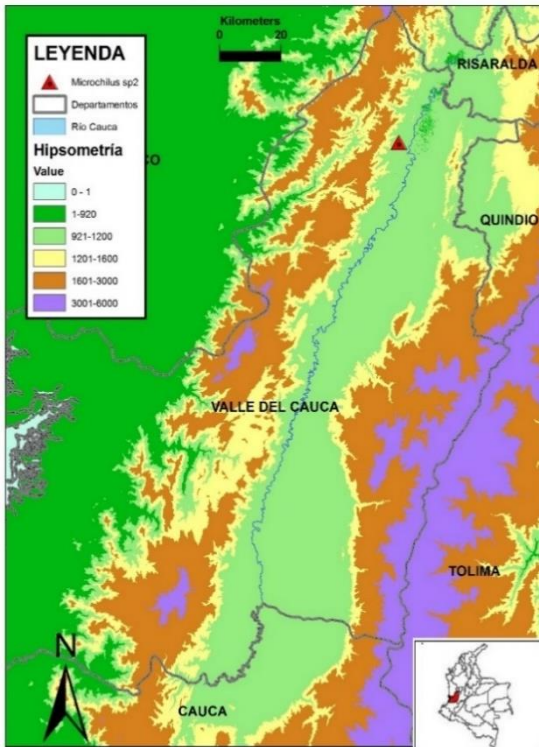 Kilometers
0 20
LEYENDA
Microchilus sp2
Departamentos
Río Cauca
Hipsometría
Value
0 - 1
1-920
921-1200
1201-1600
1601-3000
3001-6000
CO
RISARALDA
QUINDIO
VALLE DEL CAUCA
TOLIMA
CAUCA
N